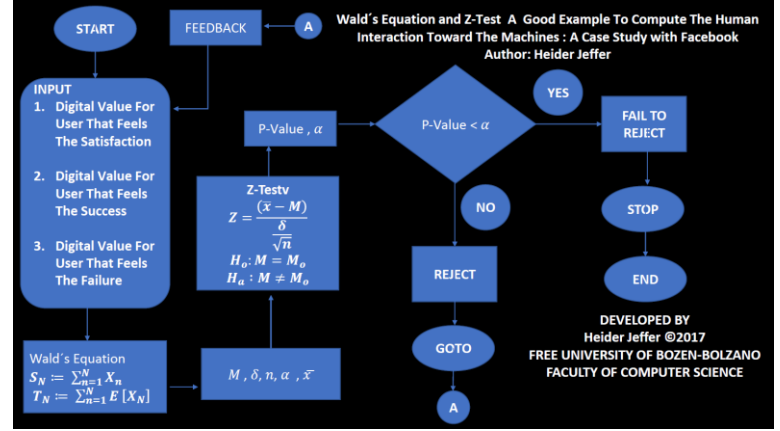 START
FEEDBACK
A
Wald´s Equation and Z-Test A Good Example To Compute The Human
Interaction Toward The Machines : A Case Study with Facebook
Author: Heider Jeffer
INPUT
1. Digital Value For
User That Feels
The Satisfaction
2. Digital Value For
User That Feels
The Success
3. Digital Value For
User That Feels
The Failure
Wald´s Equation
S_N ≔ ∑_{n=1}^{N} X_n
T_N ≔ ∑_{n=1}^{N} E [X_N]
M , δ, n, α , x̄
Z-Testv
Z = (x̄ − M) / (δ / √n)
H_o: M = M_o
H_a : M ≠ M_o
P-Value , α
P-Value < α
YES
FAIL TO
REJECT
STOP
END
NO
REJECT
GOTO
A
DEVELOPED BY
Heider Jeffer ©2017
FREE UNIVERSITY OF BOZEN-BOLZANO
FACULTY OF COMPUTER SCIENCE